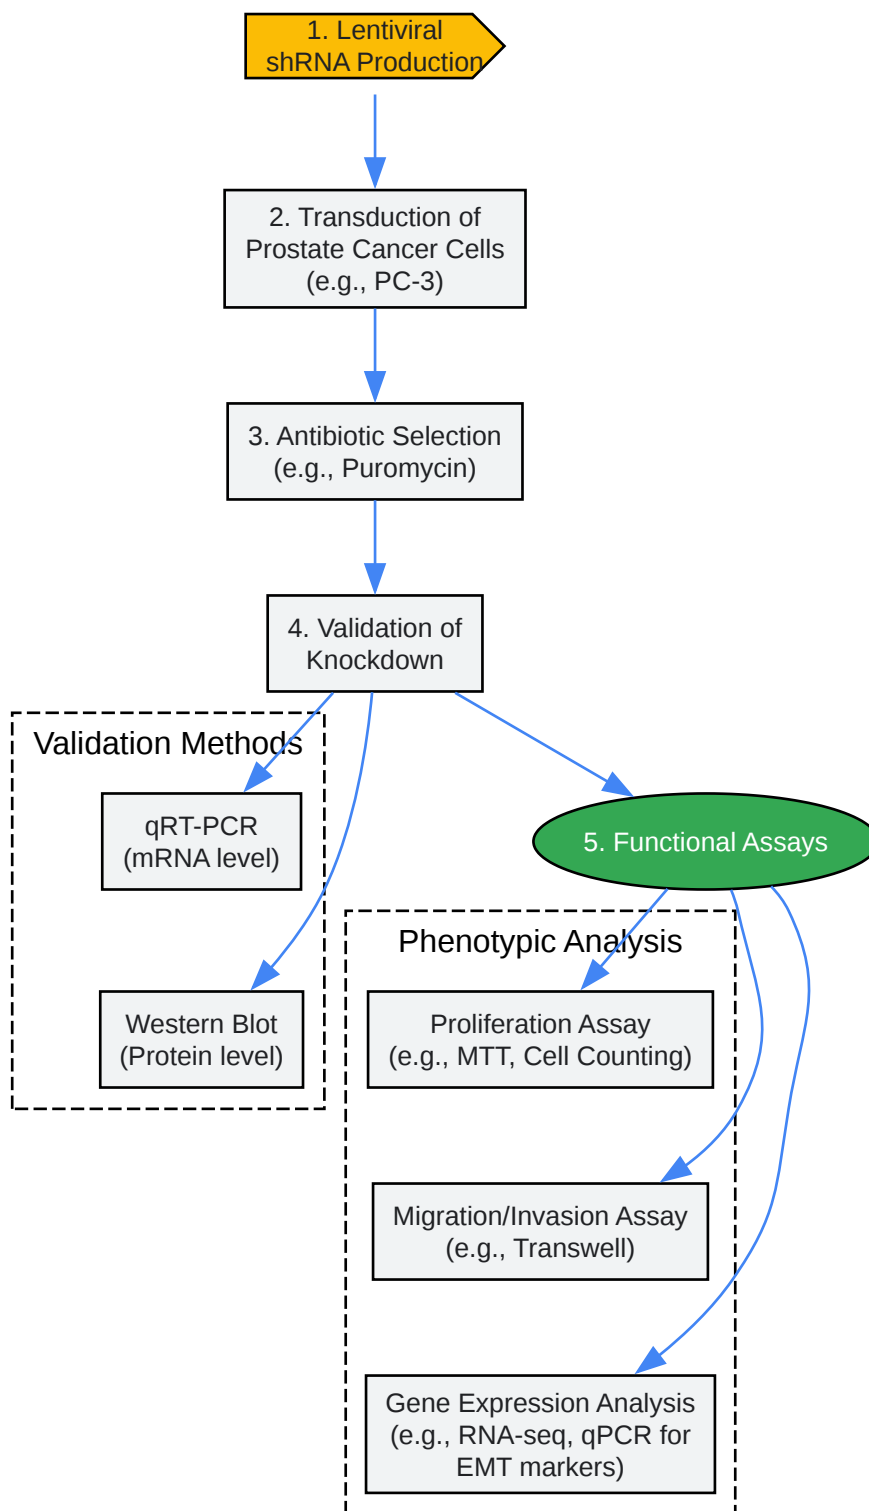 1. Lentiviral
shRNA Production
2. Transduction of
Prostate Cancer Cells
(e.g., PC-3)
3. Antibiotic Selection
(e.g., Puromycin)
4. Validation of
Knockdown
Validation Methods
qRT-PCR
(mRNA level)
Western Blot
(Protein level)
5. Functional Assays
Phenotypic Analysis
Proliferation Assay
(e.g., MTT, Cell Counting)
Migration/Invasion Assay
(e.g., Transwell)
Gene Expression Analysis
(e.g., RNA-seq, qPCR for
EMT markers)